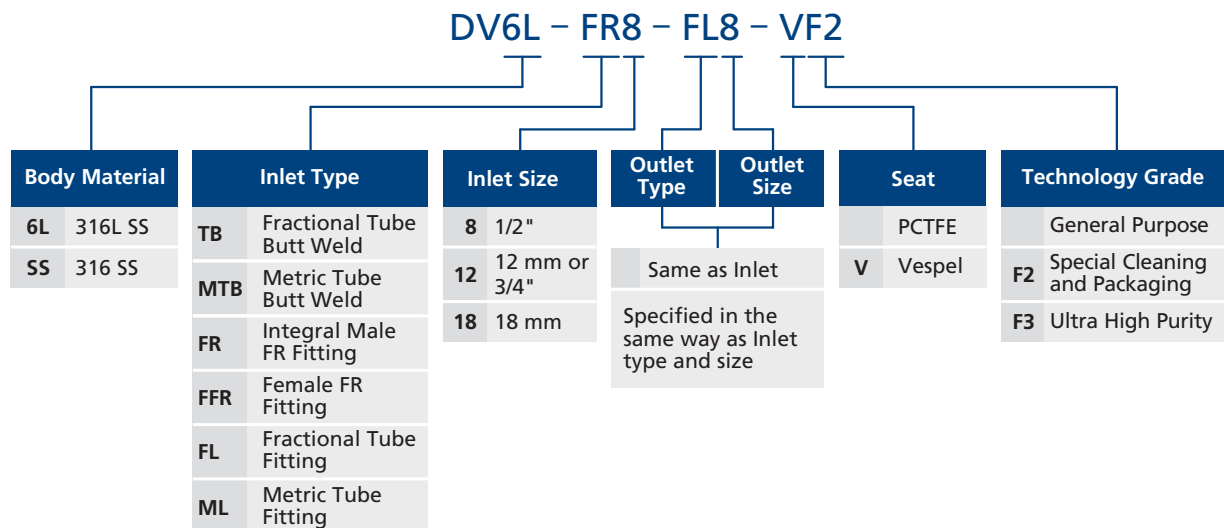 DV6L – FR8 – FL8 – VF2
Body Material
6L 316L SS
SS 316 SS
Inlet Type
TB Fractional Tube
Butt Weld
MTB Metric Tube
Butt Weld
FR Integral Male
FR Fitting
FFR Female FR
Fitting
FL Fractional Tube
Fitting
ML Metric Tube
Fitting
Inlet Size
8 1/2"
12 12 mm or
3/4"
18 18 mm
Outlet
Type
Outlet
Size
Same as Inlet
Specified in the
same way as Inlet
type and size
Seat
PCTFE
V Vespel
Technology Grade
General Purpose
F2 Special Cleaning
and Packaging
F3 Ultra High Purity